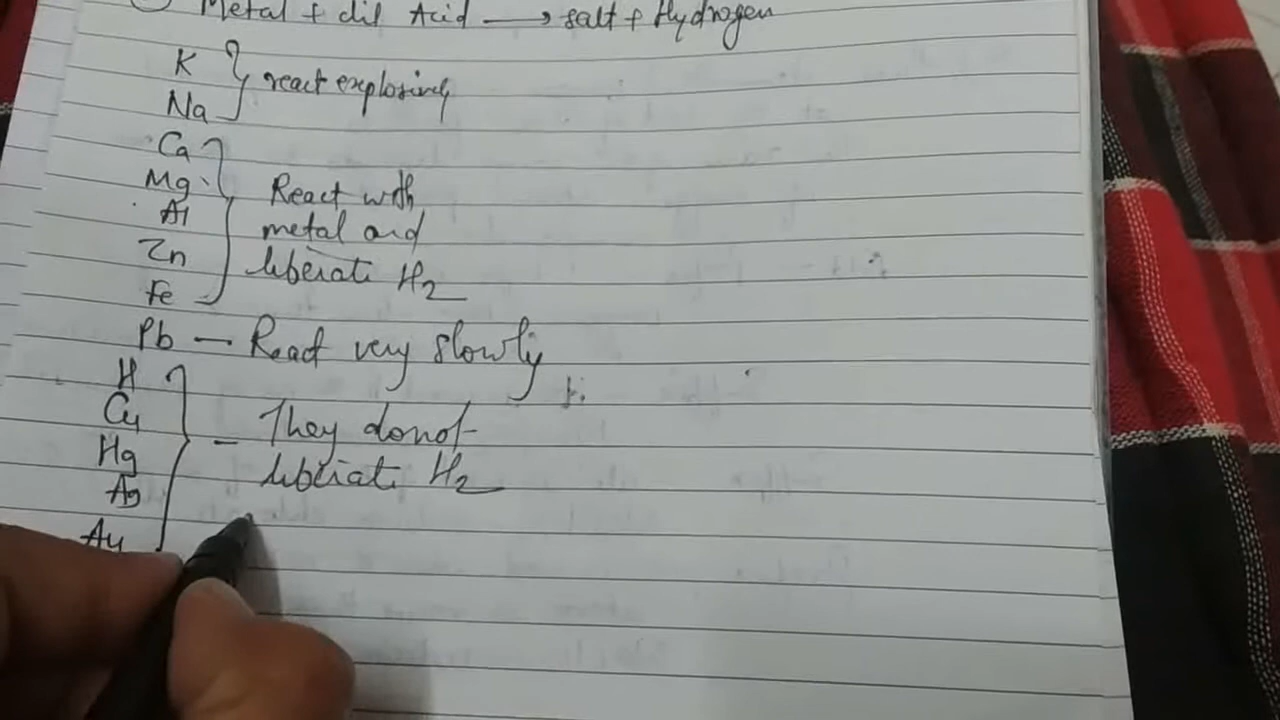 Metal + dil Acid → salt + Hydrogen
K
Na
react explosively
Ca
Mg
Al
Zn
Fe
React with
metal and
liberate H2
Pb — React very slowly
H
Cu
Hg
Ag
Au
– They donot
liberate H2